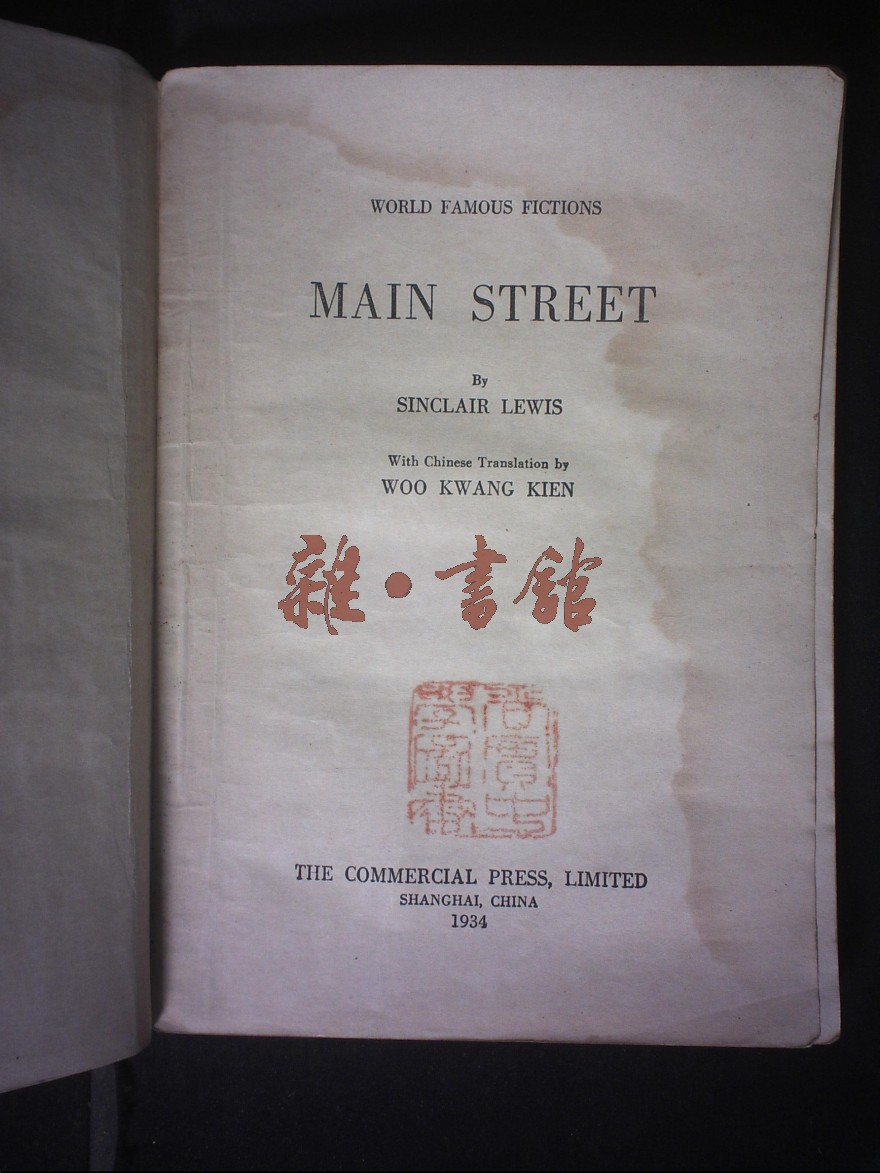 WORLD FAMOUS FICTIONS
MAIN STREET
By
SINCLAIR LEWIS
With Chinese Translation by
WOO KWANG KIEN
雜·書館
THE COMMERCIAL PRESS, LIMITED
SHANGHAI, CHINA
1934